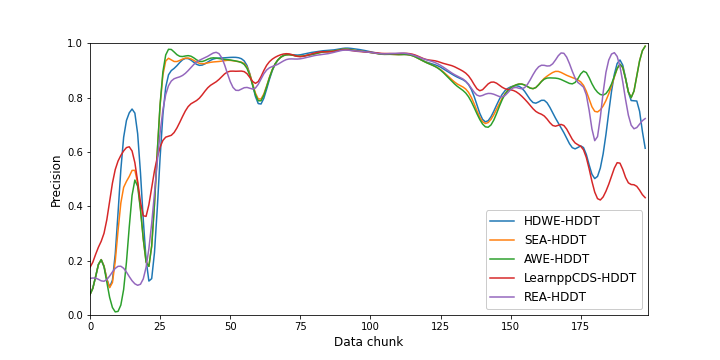 1.0
0.8
0.6
0.4
0.2
0.0
Precision
0 25 50 75 100 125 150 175
Data chunk
HDWE-HDDT
SEA-HDDT
AWE-HDDT
LearnppCDS-HDDT
REA-HDDT